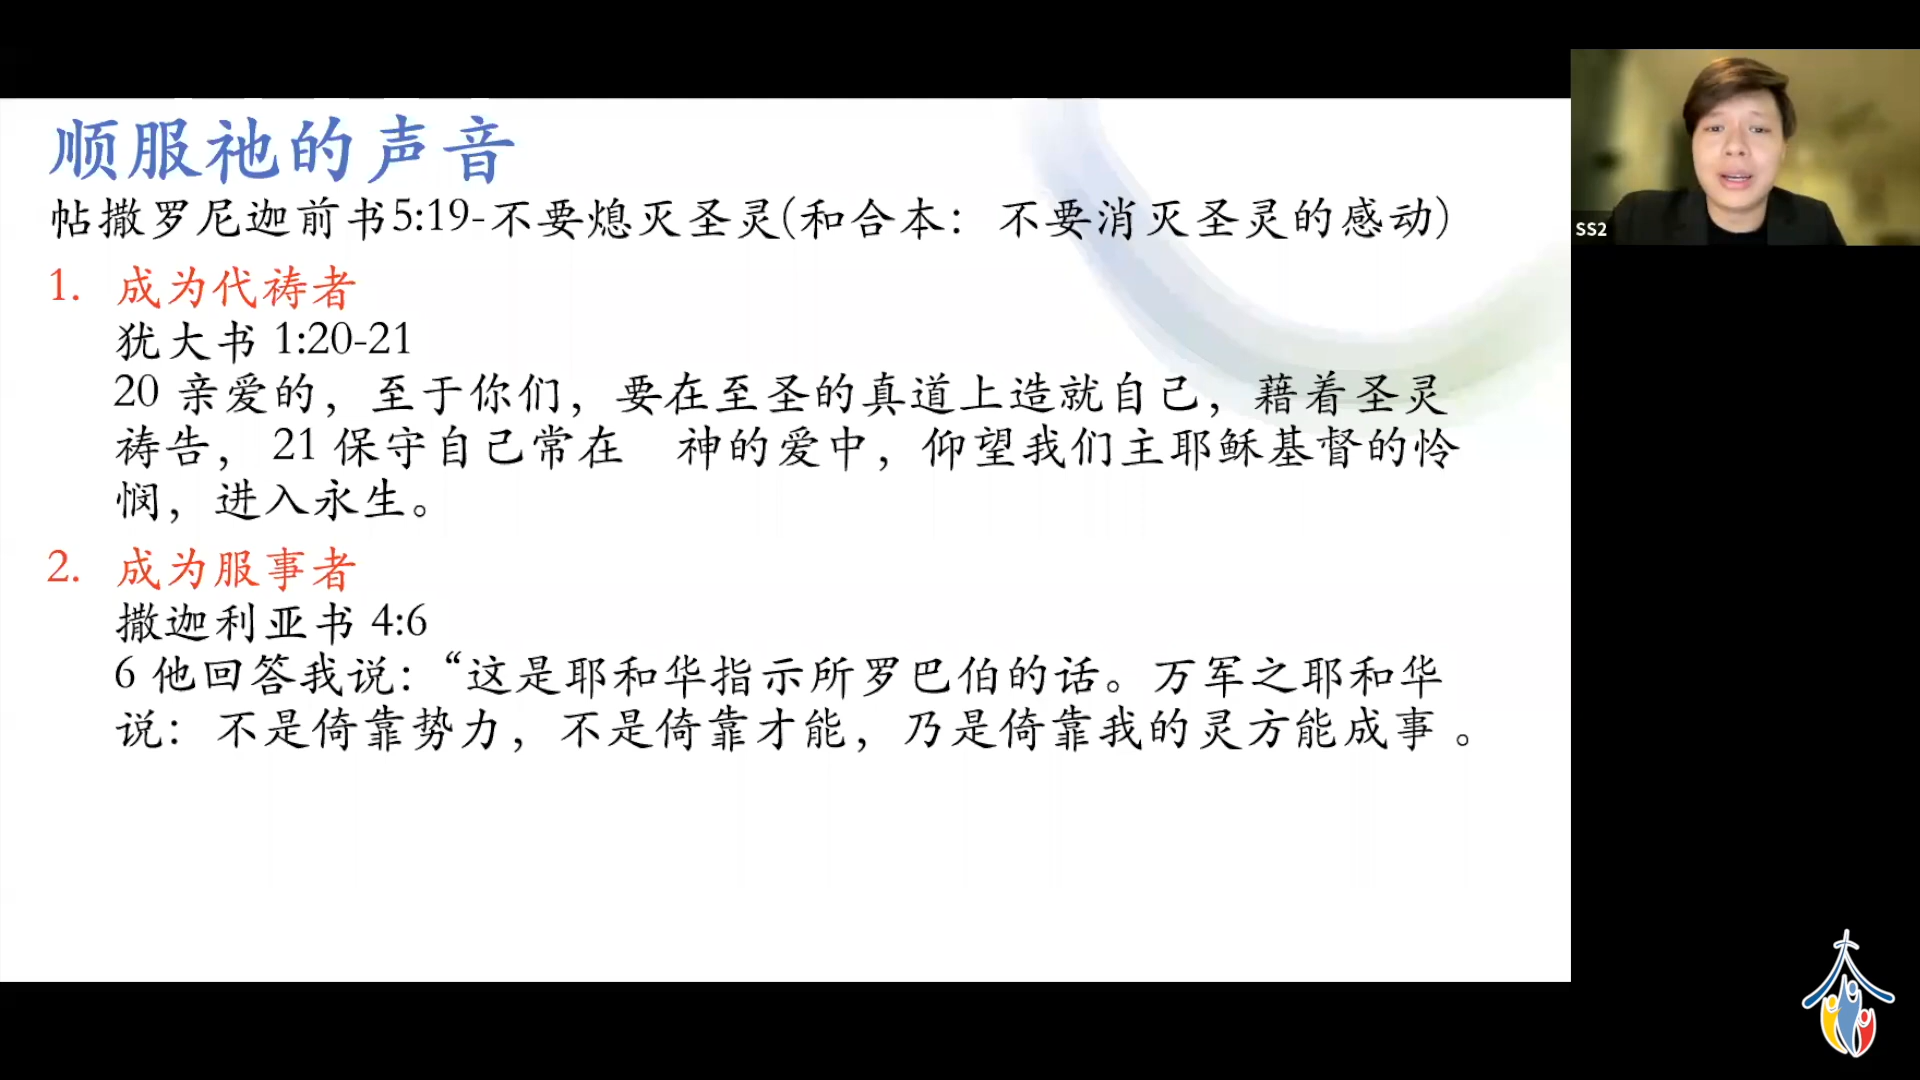 顺服祂的声音
帖撒罗尼迦前书5:19-不要熄灭圣灵(和合本：不要消灭圣灵的感动)
1. 成为代祷者
犹大书 1:20-21
20 亲爱的，至于你们，要在至圣的真道上造就自己，藉着圣灵
祷告， 21 保守自己常在　神的爱中，仰望我们主耶稣基督的怜
悯，进入永生。
2. 成为服事者
撒迦利亚书 4:6
6 他回答我说：“这是耶和华指示所罗巴伯的话。万军之耶和华
说：不是倚靠势力，不是倚靠才能，乃是倚靠我的灵方能成事 。
SS2